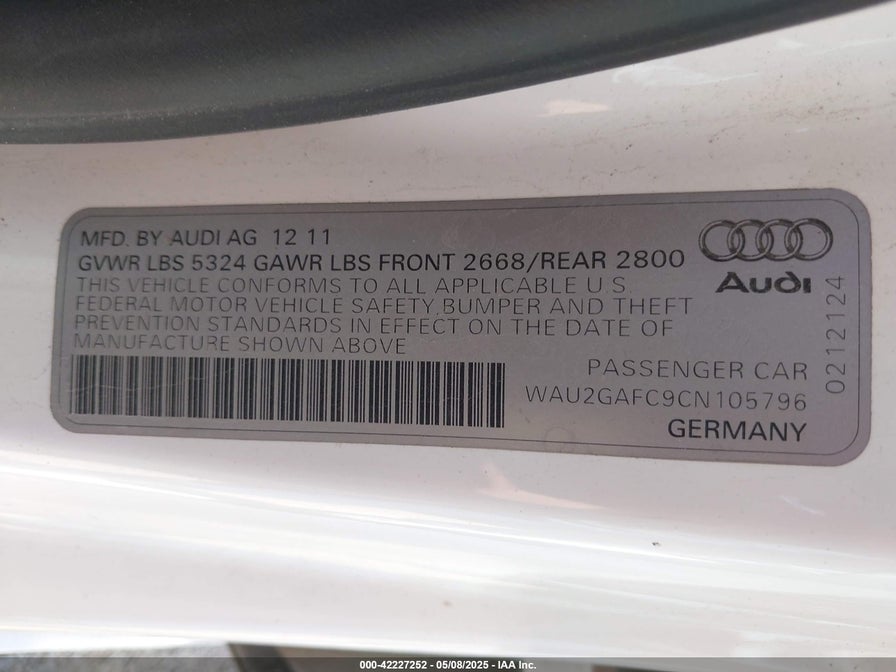 MFD. BY AUDI AG 12 11
GVWR LBS 5324 GAWR LBS FRONT 2668/REAR 2800
THIS VEHICLE CONFORMS TO ALL APPLICABLE U S
FEDERAL MOTOR VEHICLE SAFETY,BUMPER AND THEFT
PREVENTION STANDARDS IN EFFECT ON THE DATE OF
MANUFACTURE SHOWN ABOVE
Audi
0212124
PASSENGER CAR
WAU2GAFC9CN105796
GERMANY
000-42227252 — 05/08/2025 - IAA Inc.